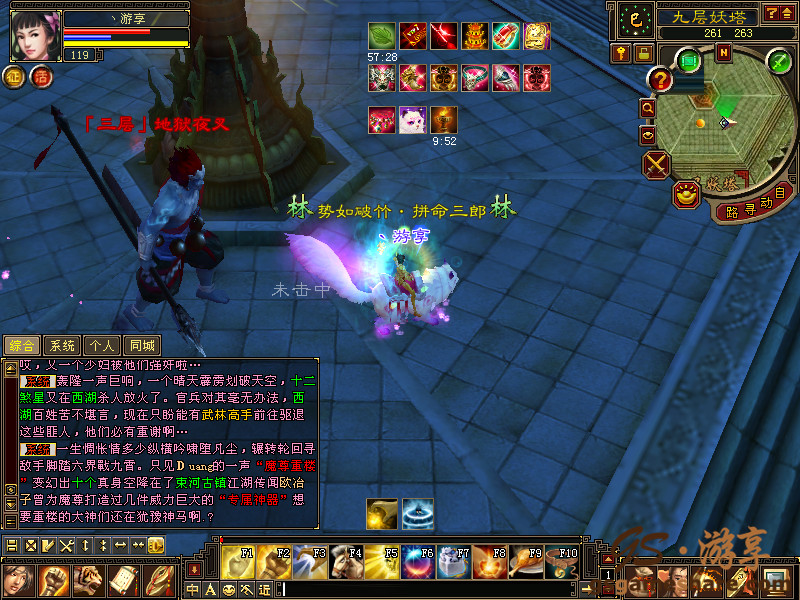 丶游享
119
征 活
57:28
9:52
九层妖塔
261 263
N
自动寻路
「三层」地狱夜叉
林 势如破竹·拼命三郎 林
丶游享
未击中
综合 系统 个人 同城
哎，又一个少妇被他们强奸啦…
系统 轰隆一声巨响，一个晴天霹雳划破天空，十二
煞星又在西湖杀人放火了。官兵对其毫无办法，西
湖百姓苦不堪言，现在只盼能有武林高手前往驱退
这些匪人，他们必有重谢啊…
系统 一生惆怅情多少纵横吟啸堕凡尘，辗转轮回寻
敌手脚踏六界戰九霄。只见D uang的一声“魔尊重楼
”变幻出十个真身空降在了束河古镇江湖传闻欧冶
子曾为魔尊打造过几件威力巨大的“专属神器”想
要重楼的大神们还在犹豫神马啊.?
F1 F2 F3 F4 F5 F6 F7 F8 F9 F10
中 A 近
1
GS·游享